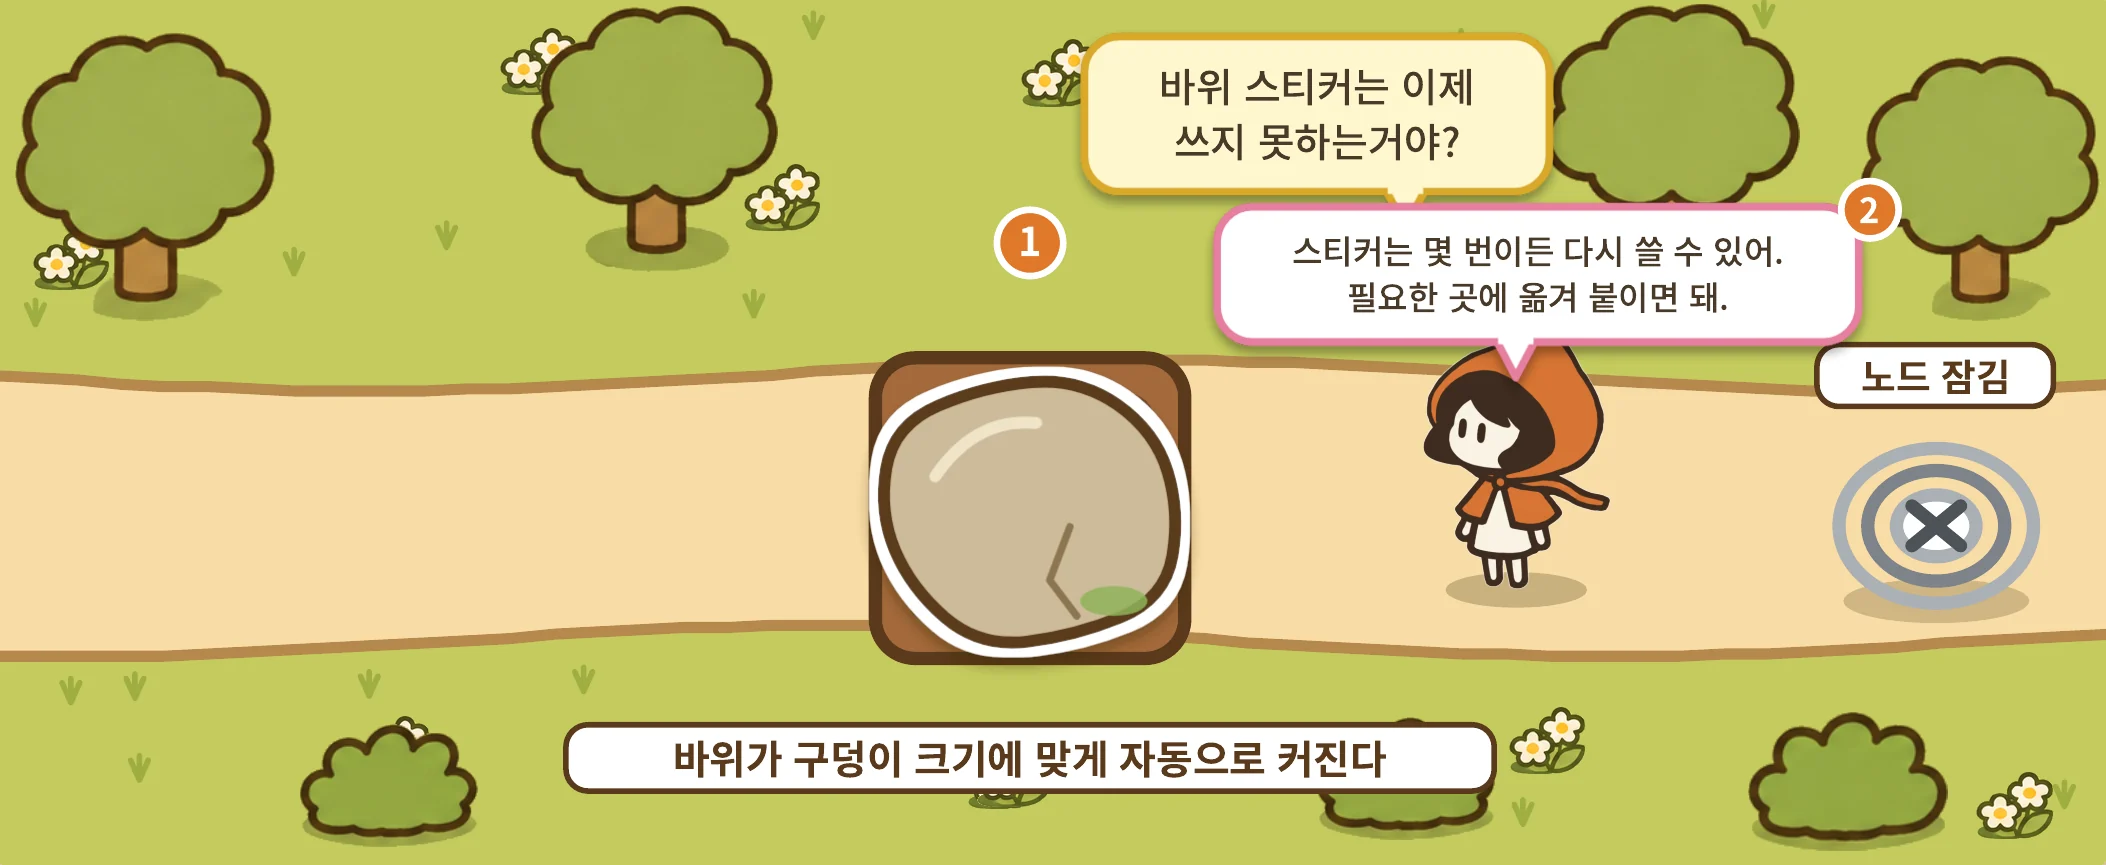 바위 스티커는 이제
쓰지 못하는거야?
1
2
스티커는 몇 번이든 다시 쓸 수 있어.
필요한 곳에 옮겨 붙이면 돼.
노드 잠김
바위가 구덩이 크기에 맞게 자동으로 커진다